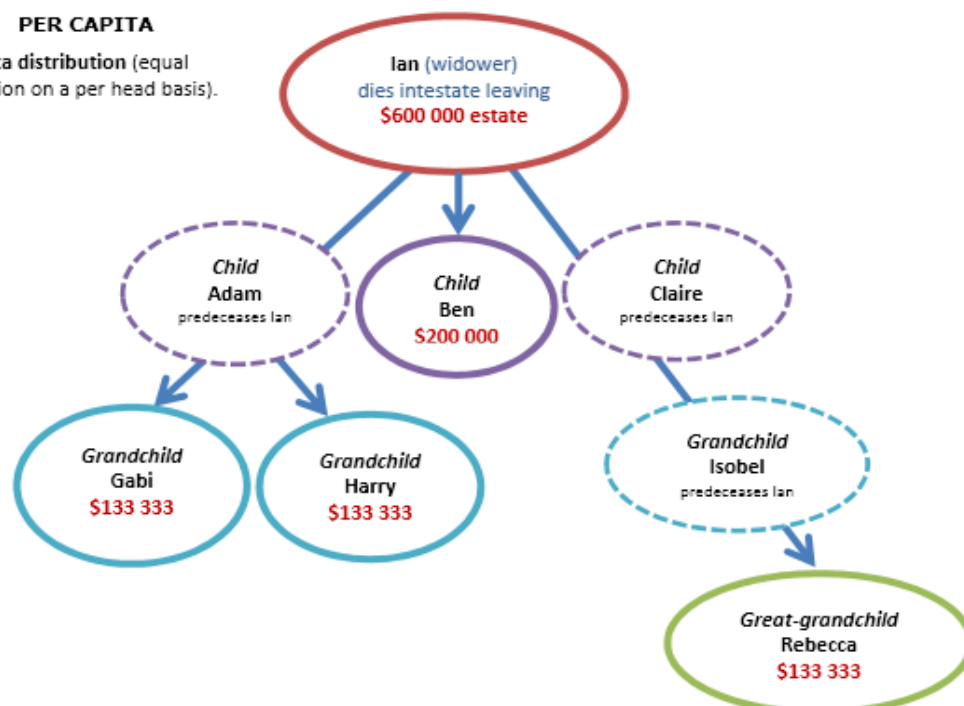 PER CAPITA
distribution (equal
on a per head basis).
Ian (widower)
dies intestate leaving
$600 000 estate
Child
Adam
predeceases Ian
Child
Ben
$200 000
Child
Claire
predeceases Ian
Grandchild
Gabi
$133 333
Grandchild
Harry
$133 333
Grandchild
Isobel
predeceases Ian
Great-grandchild
Rebecca
$133 333